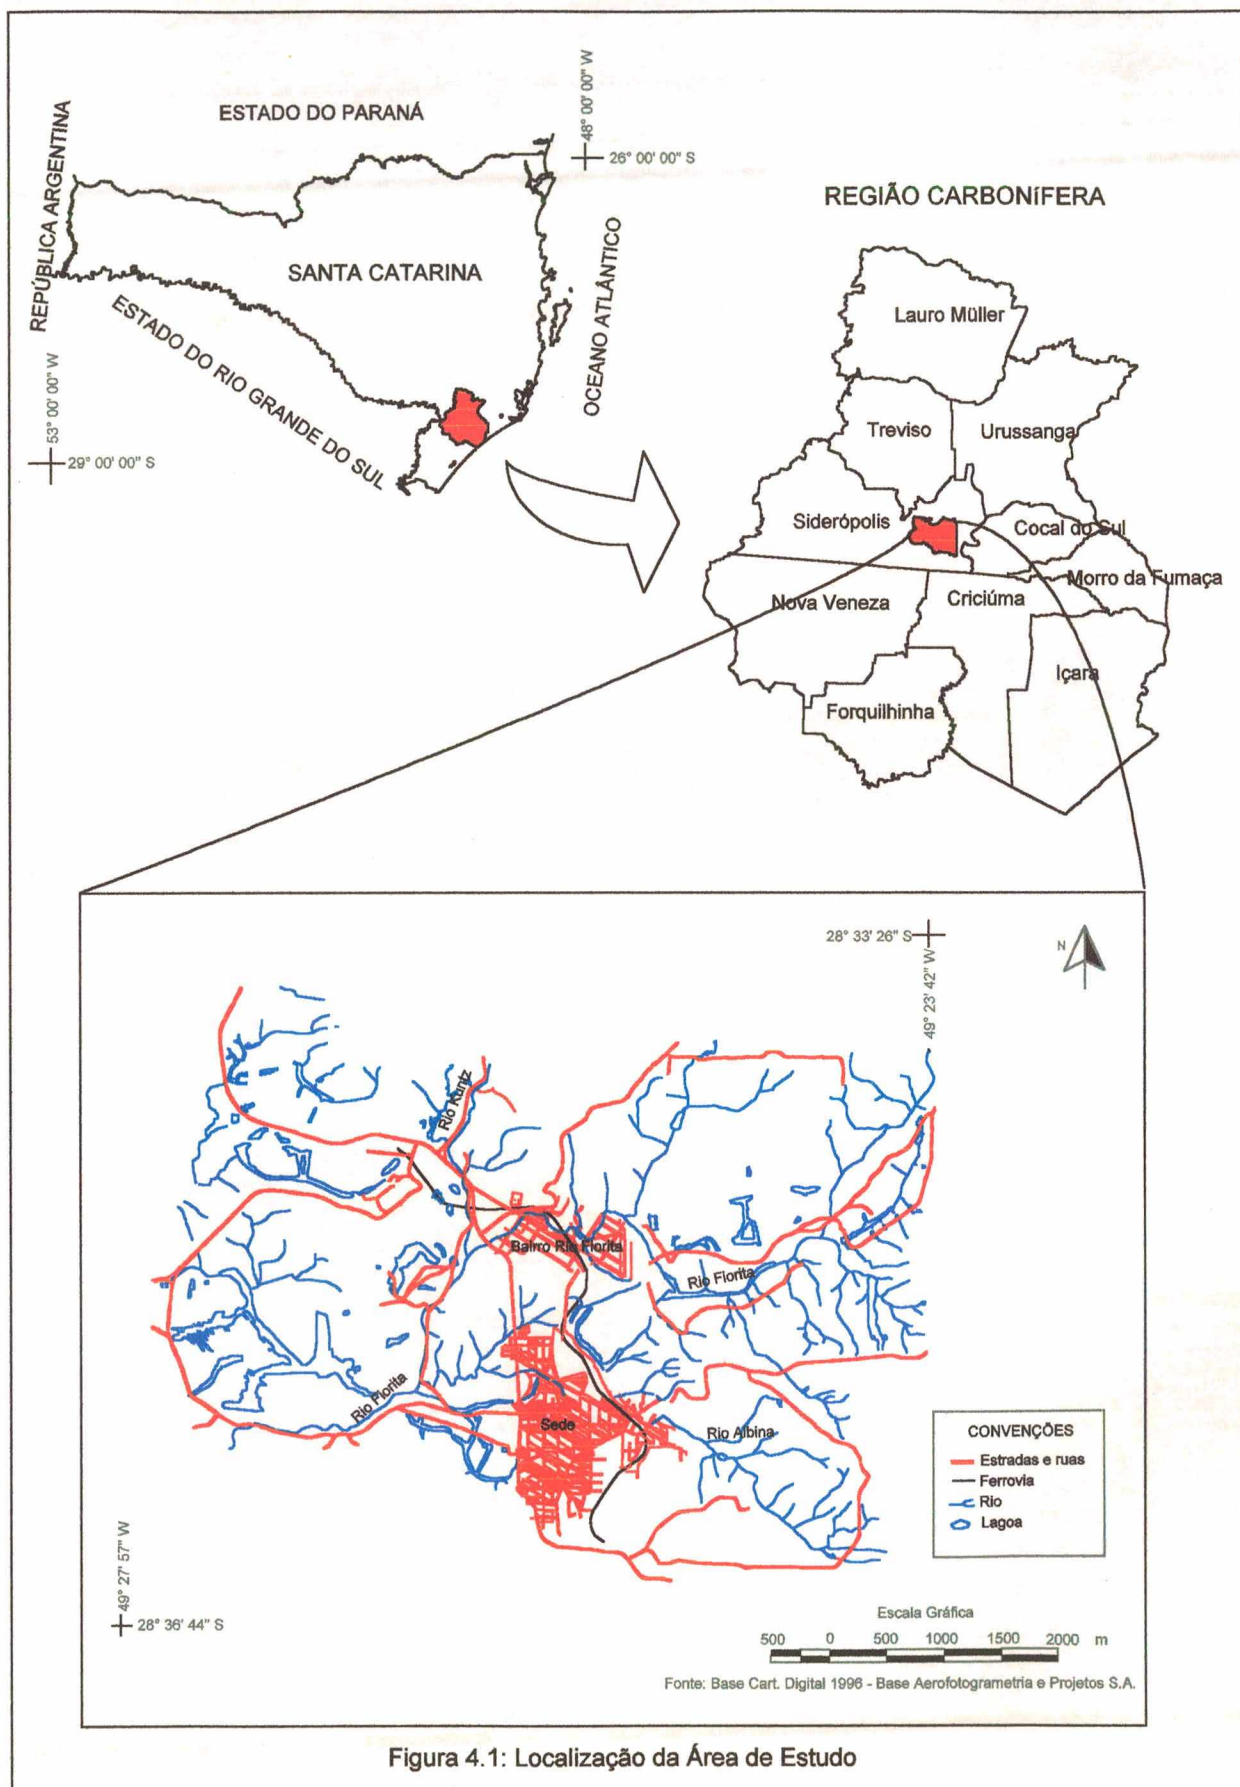 ESTADO DO PARANÁ
48° 00' 00" W
26° 00' 00" S
REPÚBLICA ARGENTINA
SANTA CATARINA
OCEANO ATLÂNTICO
ESTADO DO RIO GRANDE DO SUL
53° 00' 00" W
29° 00' 00" S
REGIÃO CARBONíFERA
Lauro Müller
Treviso
Urussanga
Siderópolis
Cocal do Sul
Morro da Fumaça
Nova Veneza
Criciúma
Içara
Forquilhinha
28° 33' 26" S
49° 23' 42" W
N
Rio Kuntz
Bairro Rio Fiorita
Rio Fiorita
Rio Fiorita
Sede
Rio Albina
CONVENÇÕES
Estradas e ruas
Ferrovia
Rio
Lagoa
49° 27' 57" W
28° 36' 44" S
Escala Gráfica
500 0 500 1000 1500 2000 m
Fonte: Base Cart. Digital 1996 - Base Aerofotogrametria e Projetos S.A.
Figura 4.1: Localização da Área de Estudo